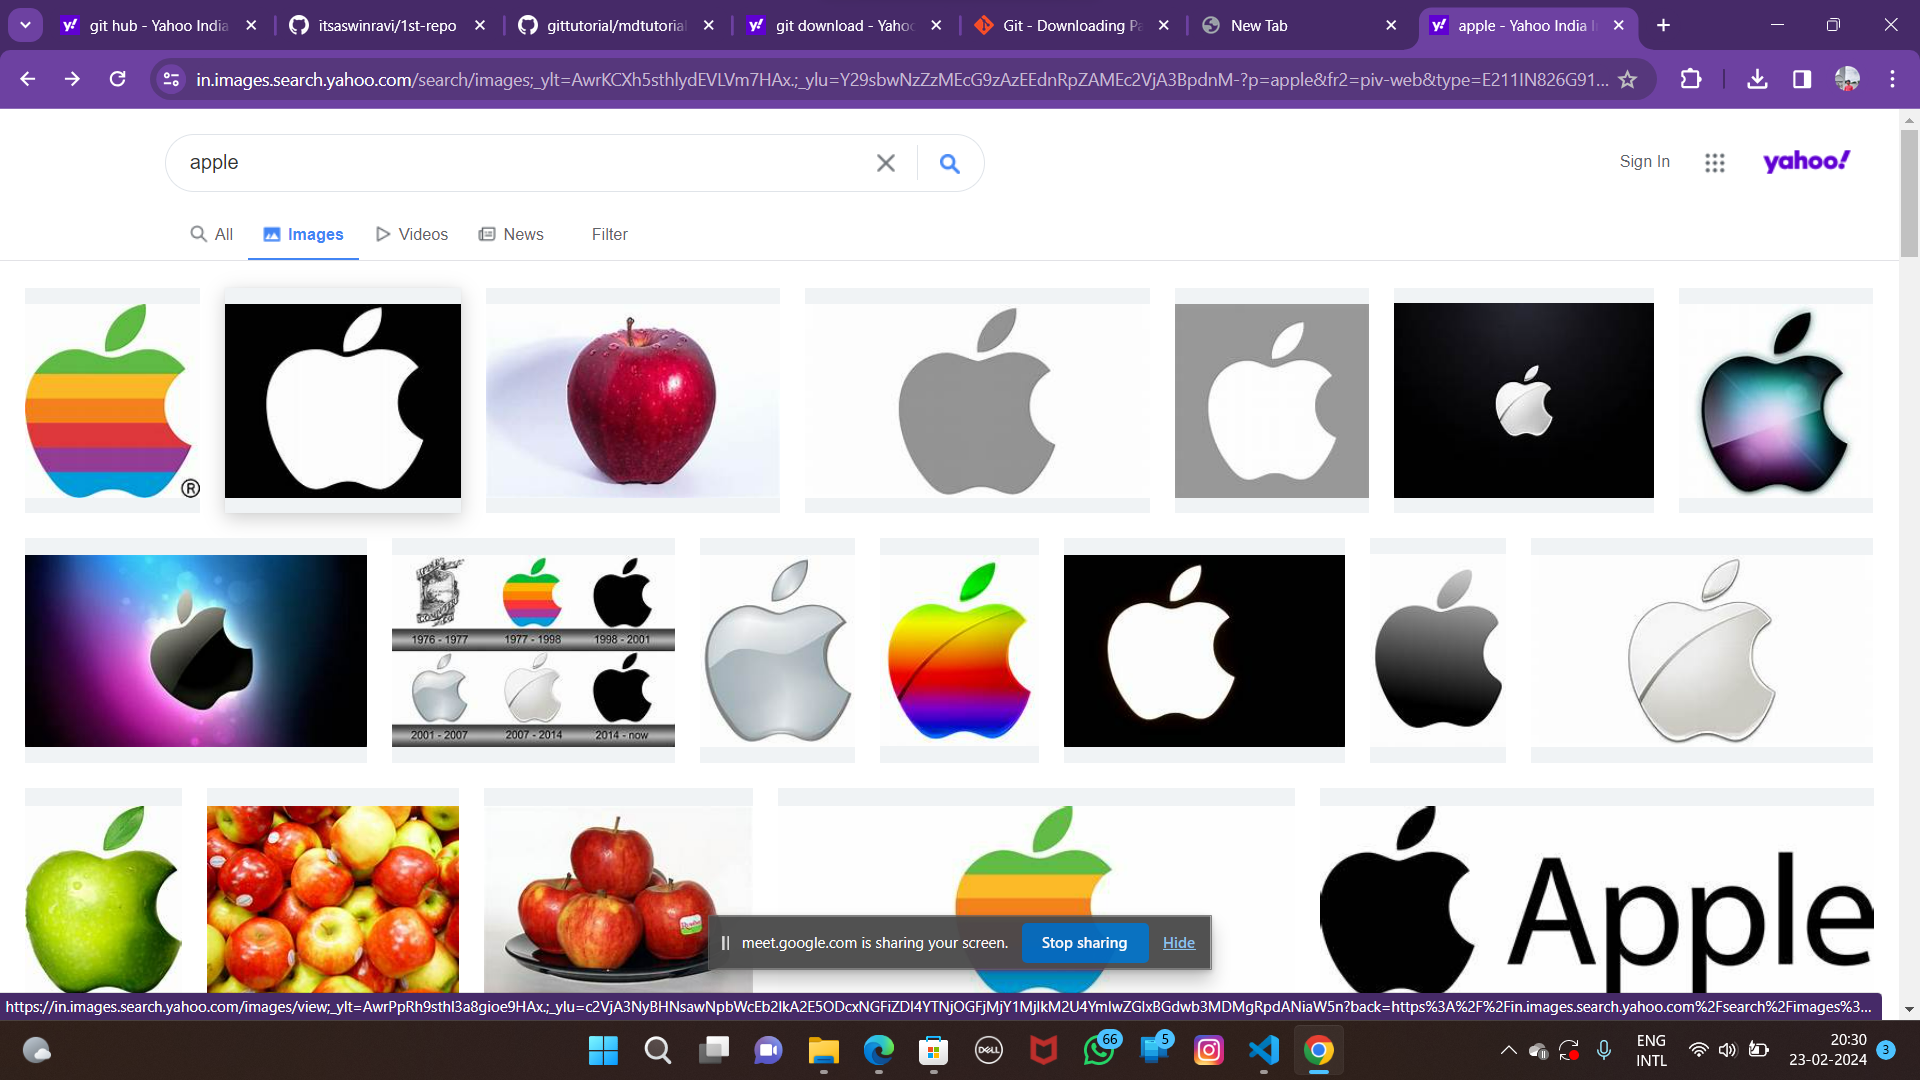 git hub - Yahoo India
itsaswinravi/1st-repo
gittutorial/mdtutorial
git download - Yahoo
Git - Downloading Pa
New Tab
apple - Yahoo India I
in.images.search.yahoo.com/search/images;_ylt=AwrKCXh5sthlydEVLVm7HAx.;_ylu=Y29sbwNzZzMEcG9zAzEEdnRpZAMEc2VjA3BpdnM-?p=apple&fr2=piv-web&type=E211IN826G91...
apple
Sign In
yahoo!
All
Images
Videos
News
Filter
®
1976 - 1977
1977 - 1998
1998 - 2001
2001 - 2007
2007 - 2014
2014 - now
Apple
meet.google.com is sharing your screen.
Stop sharing
Hide
https://in.images.search.yahoo.com/images/view;_ylt=AwrPpRh9sthl3a8gioe9HAx.;_ylu=c2VjA3NyBHNsawNpbWcEb2lkA2E5ODcxNGFiZDI4YTNjOGFjMjY1MjlkM2U4YmIwZGIxBGdwb3MDMgRpdANiaW5n?back=https%3A%2F%2Fin.images.search.yahoo.com%2Fsearch%2Fimages%3...
DELL
66
5
ENG
INTL
20:30
23-02-2024
3